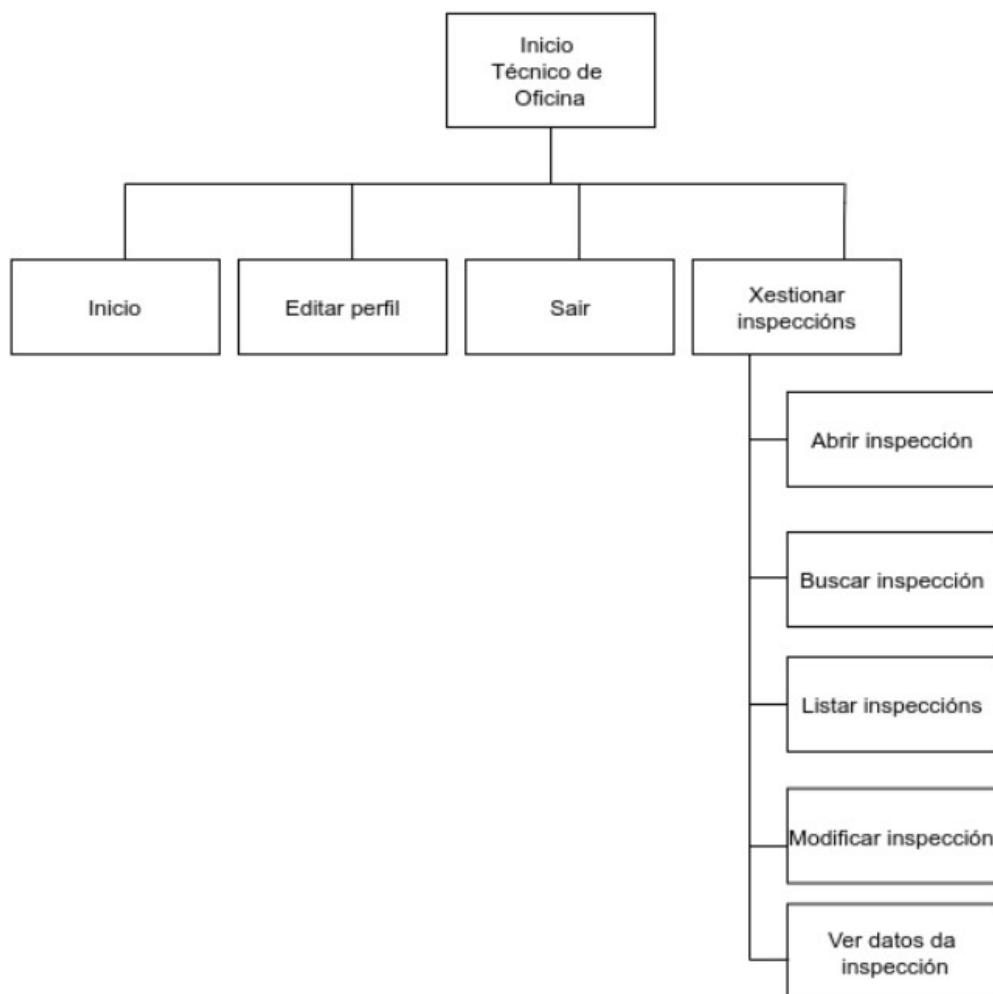 Inicio
Técnico de
Oficina
Inicio
Editar perfil
Sair
Xestionar
inspeccións
Abrir inspección
Buscar inspección
Listar inspeccións
Modificar inspección
Ver datos da
inspección